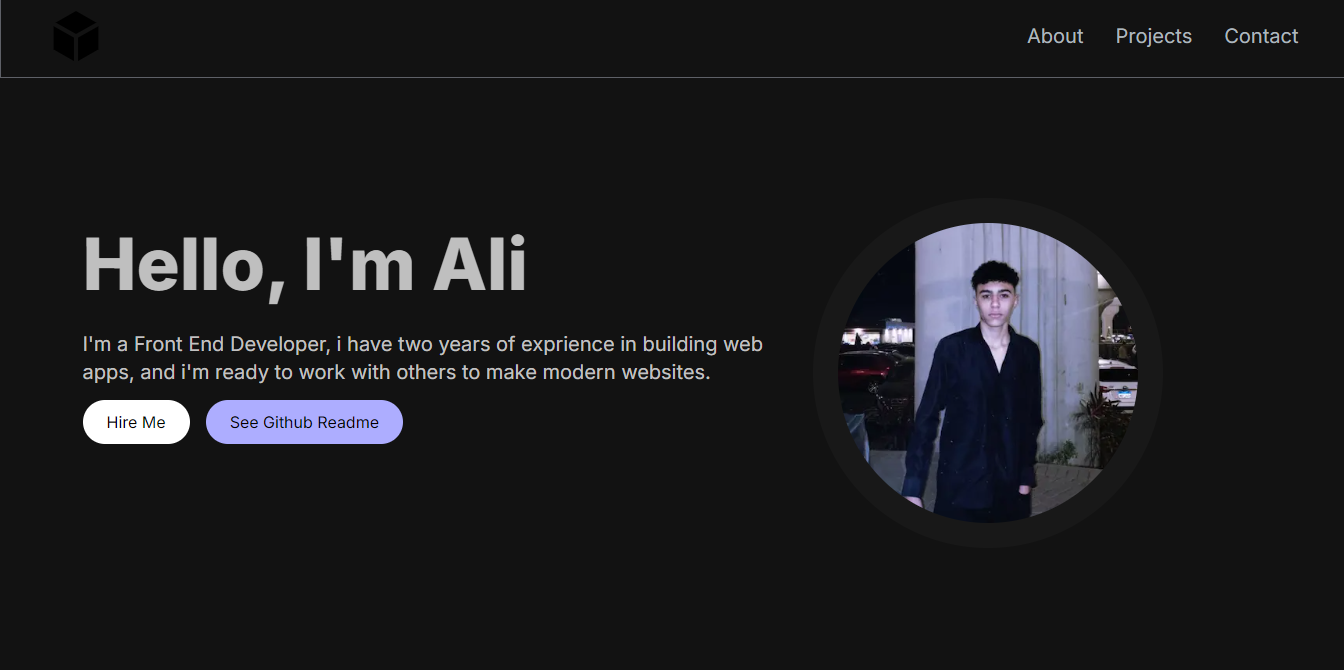 About Projects Contact
Hello, I'm Ali
I'm a Front End Developer, i have two years of exprience in building web
apps, and i'm ready to work with others to make modern websites.
Hire Me See Github Readme